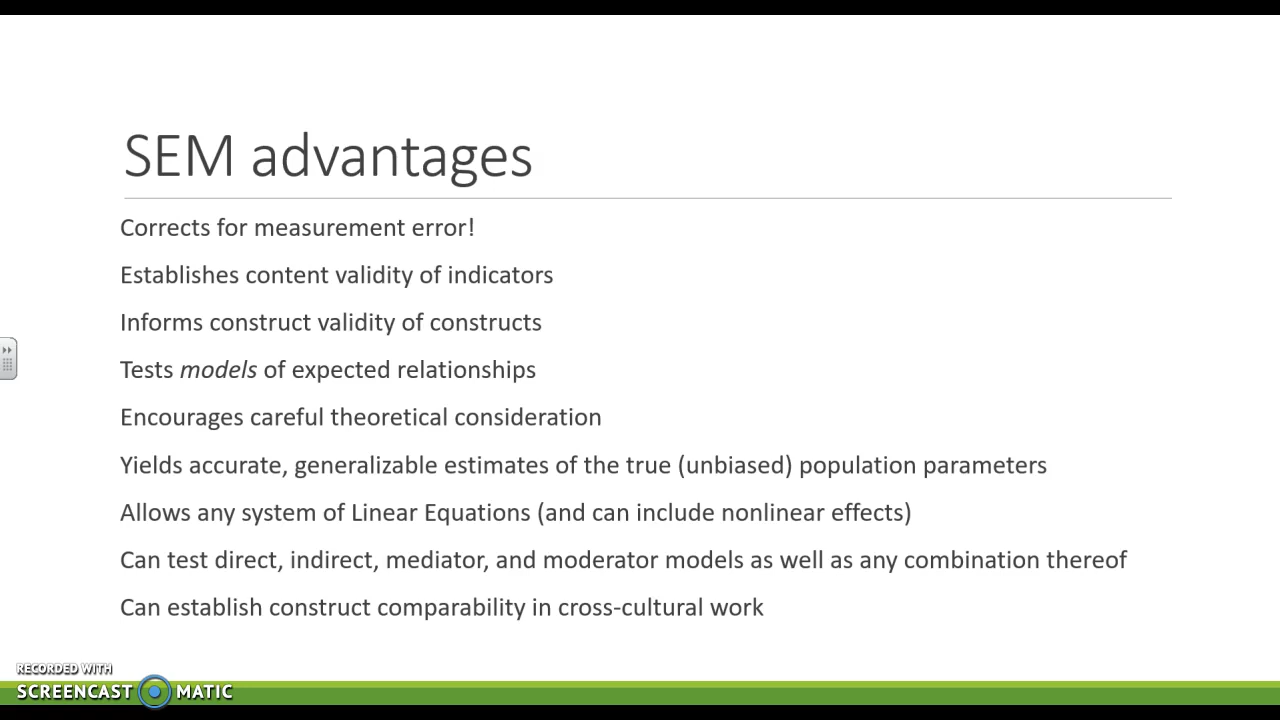 SEM advantages
Corrects for measurement error!
Establishes content validity of indicators
Informs construct validity of constructs
Tests models of expected relationships
Encourages careful theoretical consideration
Yields accurate, generalizable estimates of the true (unbiased) population parameters
Allows any system of Linear Equations (and can include nonlinear effects)
Can test direct, indirect, mediator, and moderator models as well as any combination thereof
Can establish construct comparability in cross-cultural work
RECORDED WITH
SCREENCAST MATIC